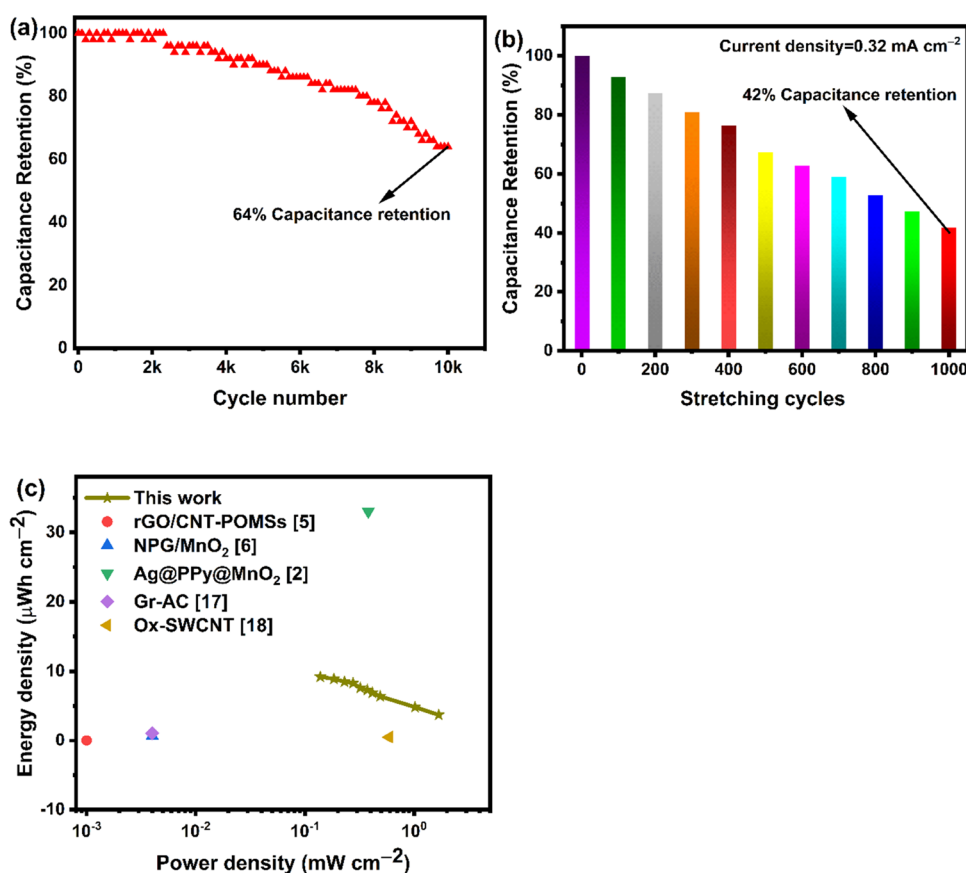 (a)
Capacitance Retention (%)
100
80
60
40
20
0
64% Capacitance retention
0 2k 4k 6k 8k 10k
Cycle number
(b)
Current density=0.32 mA cm⁻²
42% Capacitance retention
Capacitance Retention (%)
100
80
60
40
20
0
0 200 400 600 800 1000
Stretching cycles
(c)
This work
rGO/CNT-POMSs [5]
NPG/MnO₂ [6]
Ag@PPy@MnO₂ [2]
Gr-AC [17]
Ox-SWCNT [18]
Energy density (μWh cm⁻²)
30
20
10
0
-10
10⁻³ 10⁻² 10⁻¹ 10⁰
Power density (mW cm⁻²)